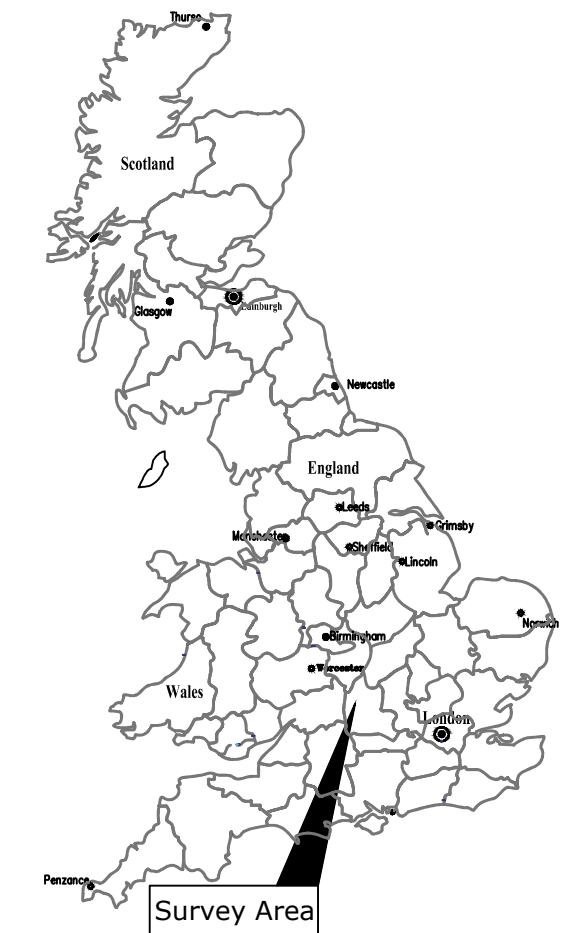 Thurso
Scotland
Edinburgh
Glasgow
Newcastle
England
Leeds
Grimsby
Manchester
Sheffield
Lincoln
Norwich
Birmingham
Worcester
Wales
London
Penzance
Survey Area